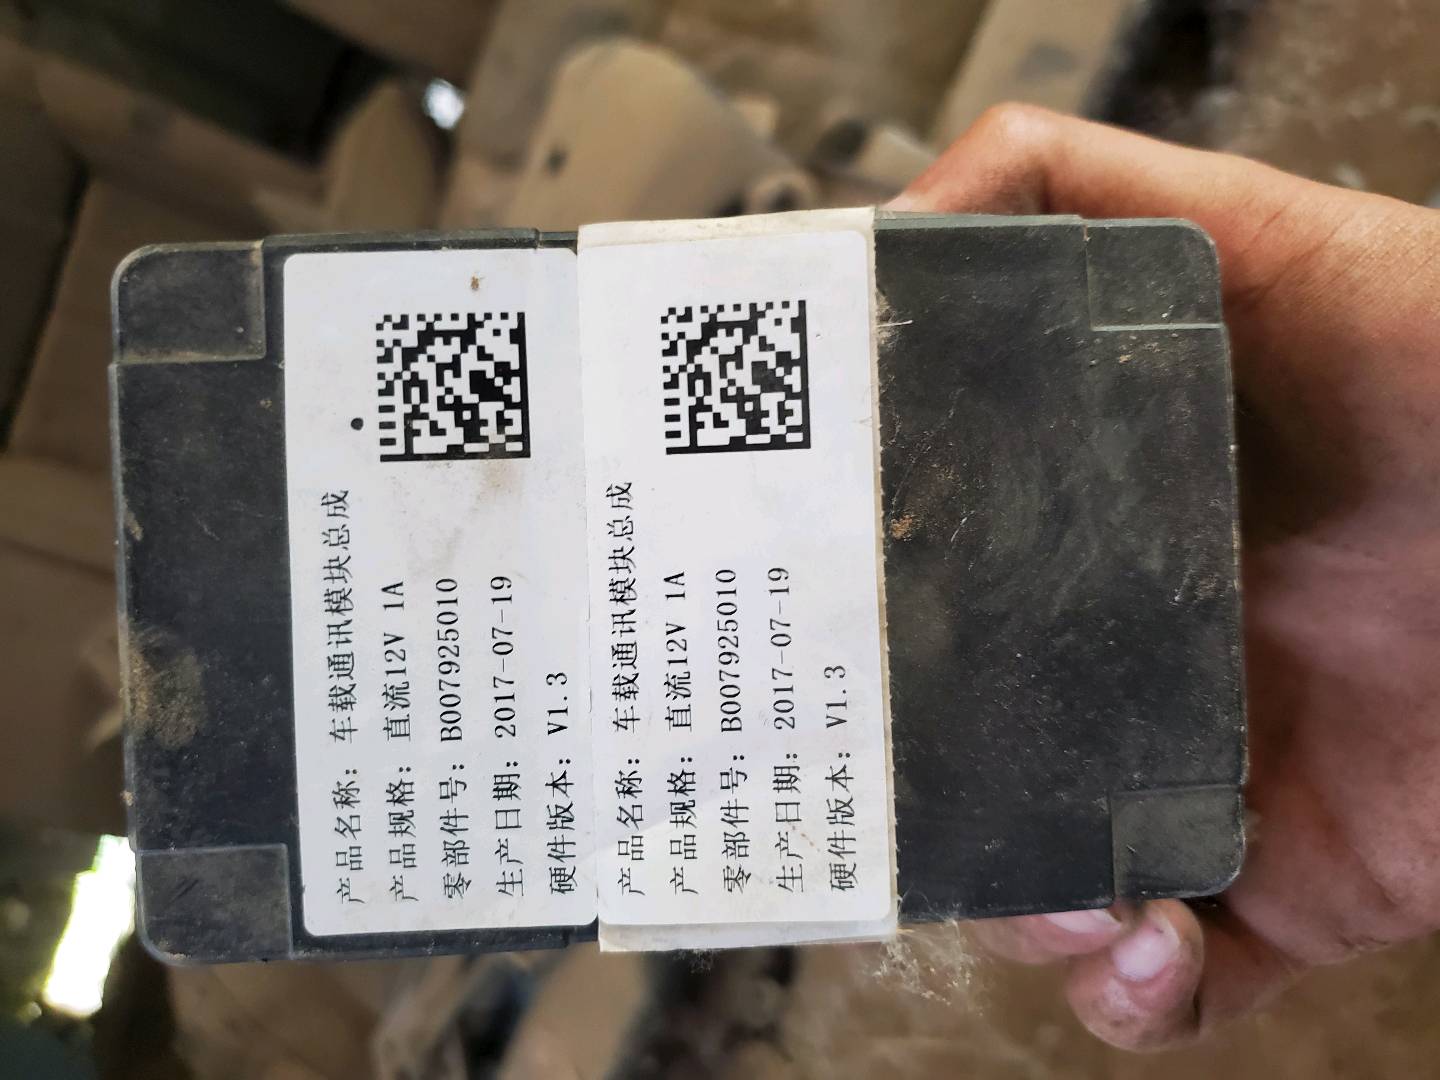 产品名称: 车载通讯模块总成
产品规格: 直流12V 1A
零部件号: B007925010
生产日期: 2017-07-19
硬件版本: V1.3
产品名称: 车载通讯模块总成
产品规格: 直流12V 1A
零部件号: B007925010
生产日期: 2017-07-19
硬件版本: V1.3